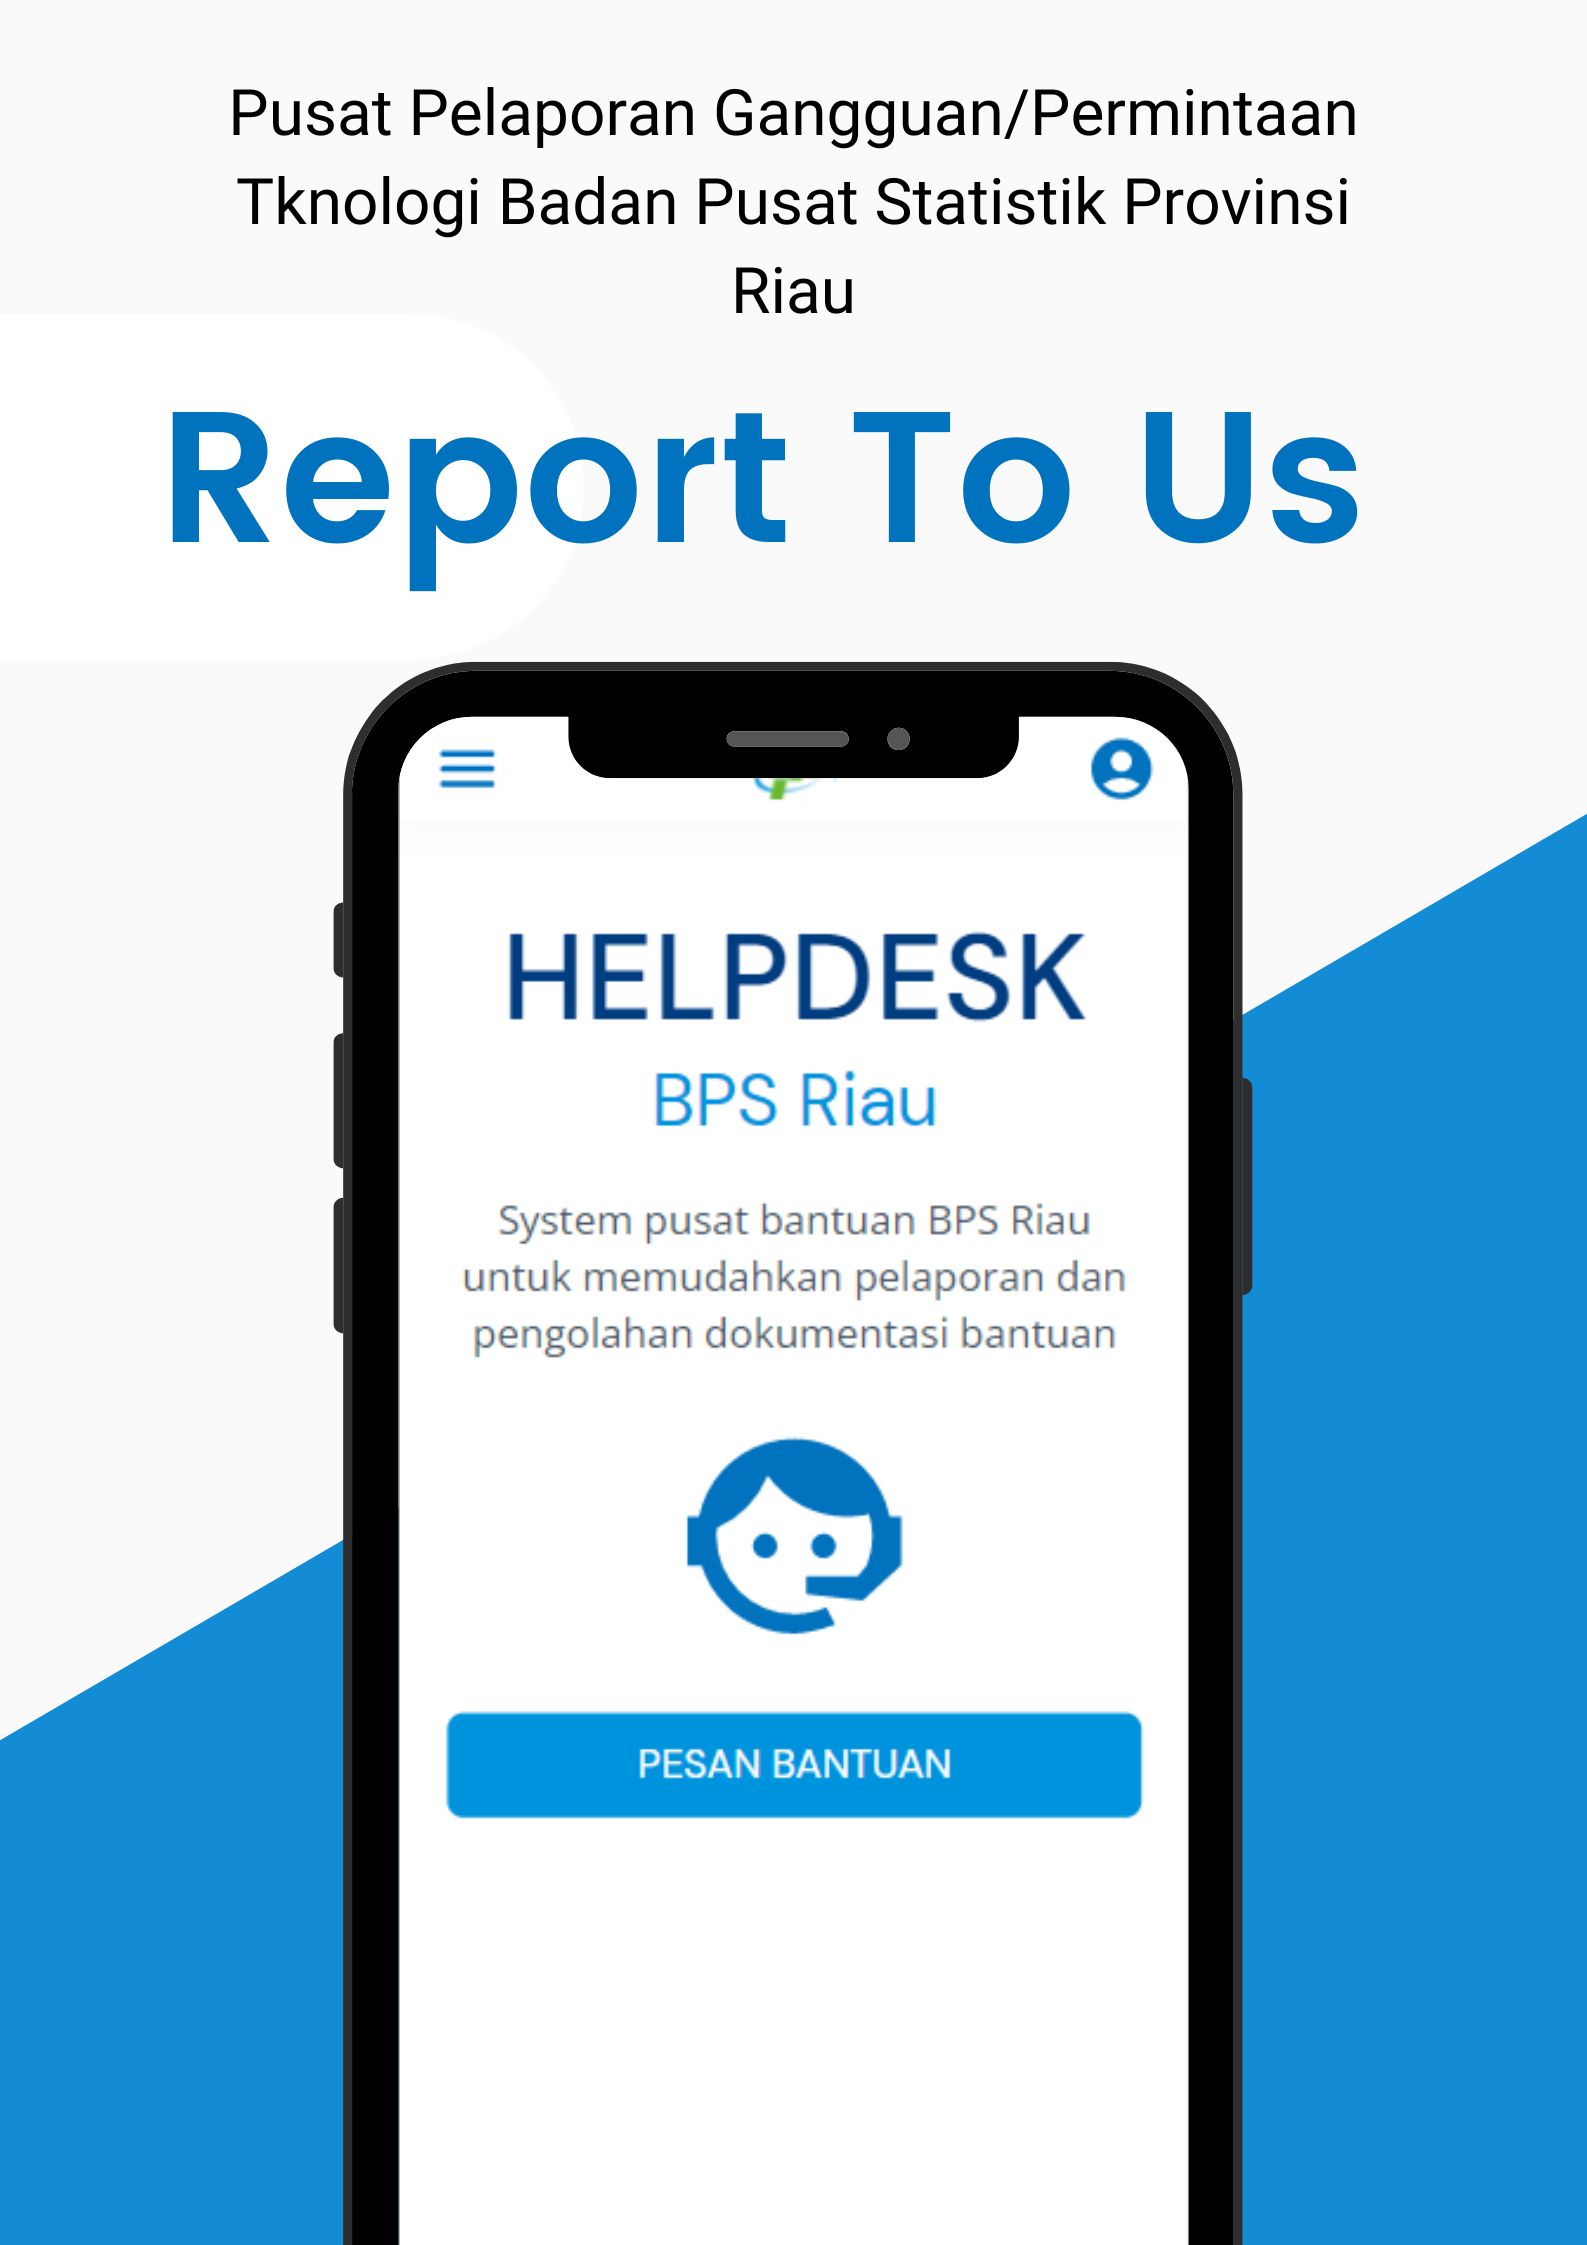 Pusat Pelaporan Gangguan/Permintaan
Tknologi Badan Pusat Statistik Provinsi
Riau
Report To Us
HELPDESK
BPS Riau
System pusat bantuan BPS Riau
untuk memudahkan pelaporan dan
pengolahan dokumentasi bantuan
PESAN BANTUAN